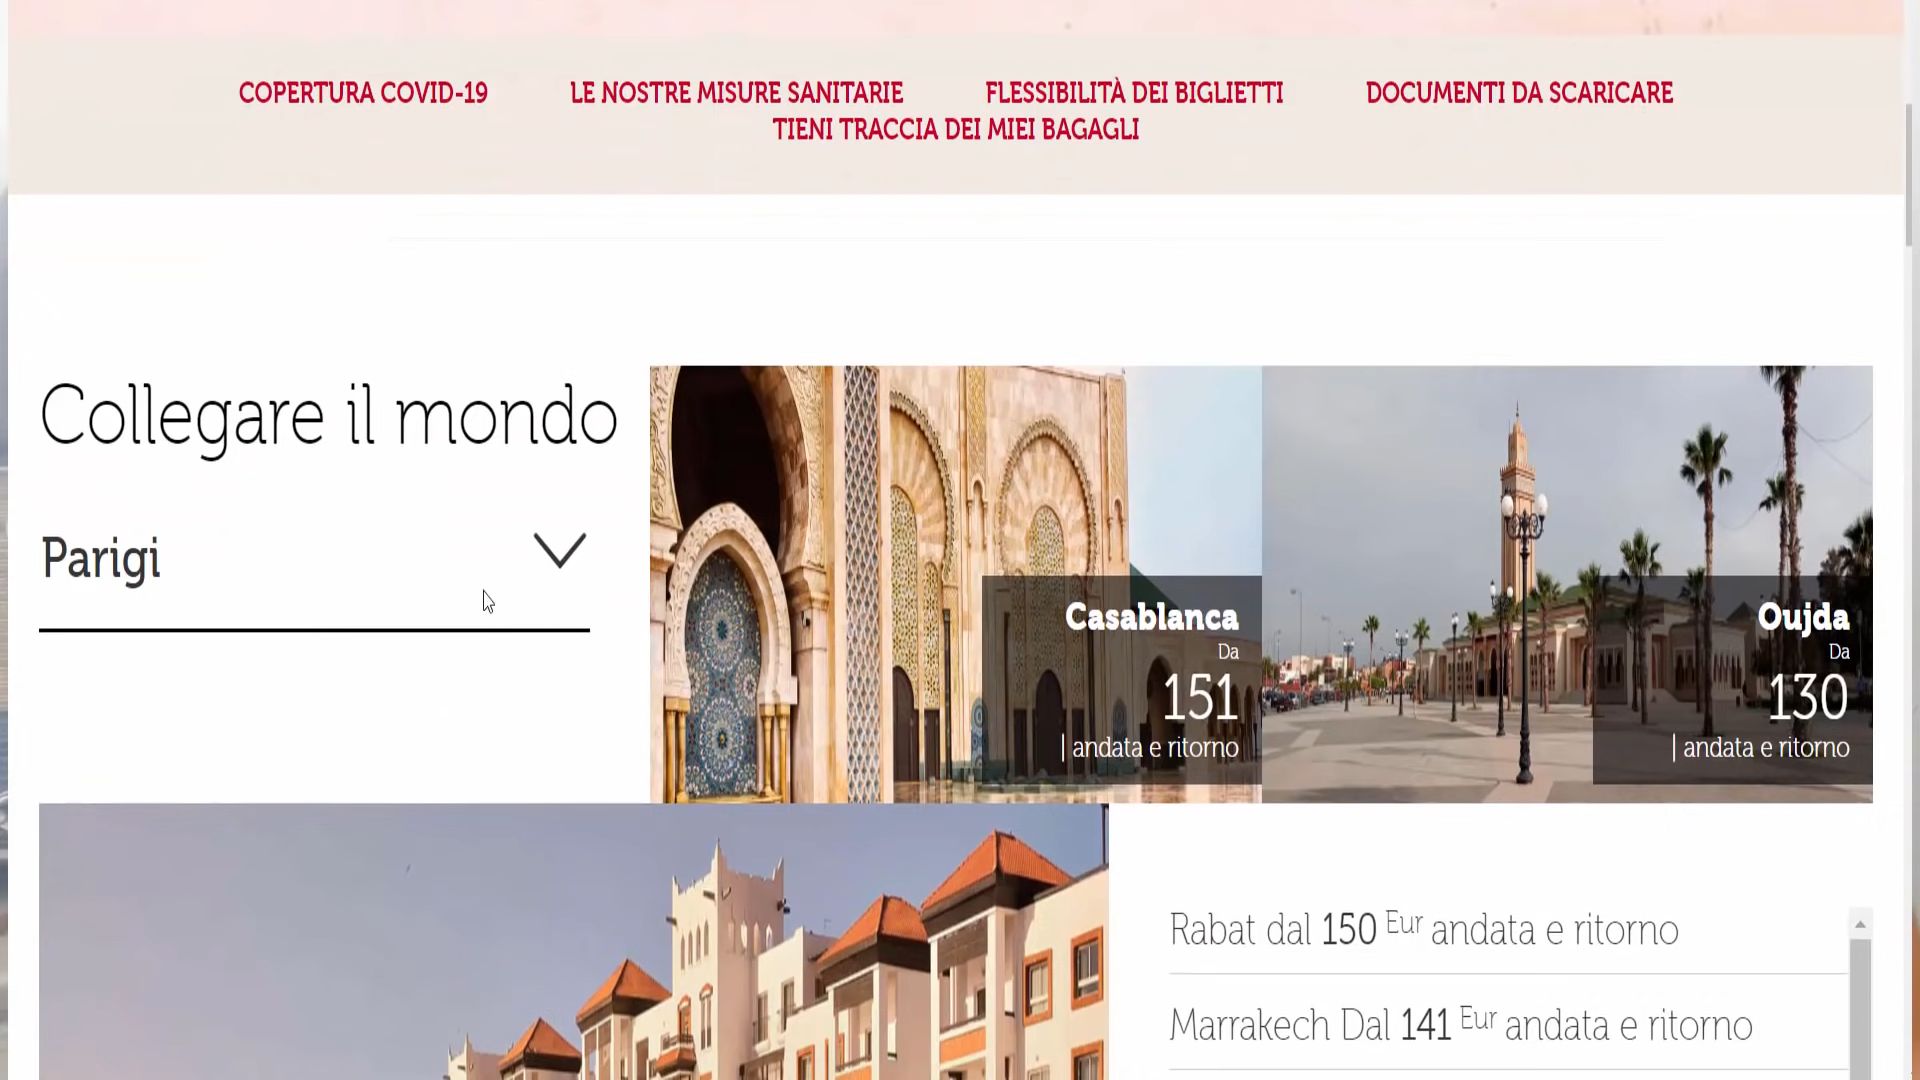 COPERTURA COVID-19 LE NOSTRE MISURE SANITARIE FLESSIBILITÀ DEI BIGLIETTI DOCUMENTI DA SCARICARE
TIENI TRACCIA DEI MIEI BAGAGLI
Collegare il mondo
Parigi
Casablanca
Da
151
| andata e ritorno
Oujda
Da
130
| andata e ritorno
Rabat dal 150 Eur andata e ritorno
Marrakech Dal 141 Eur andata e ritorno